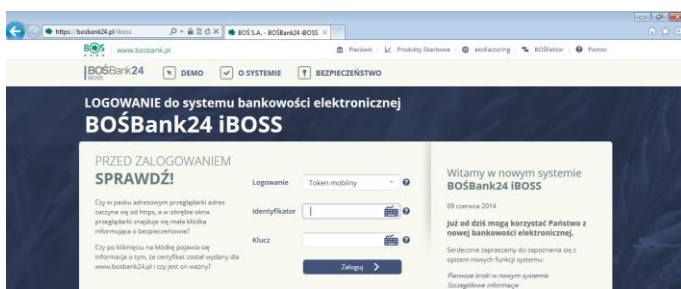 https://bosbank24.pl/iboss
BOŚ S.A. - BOŚBank24 iBOSS
BOŚ
BANK
www.bosbank.pl
Placówki
Produkty Skarbowe
ekoFactoring
BOŚFaktor
Pomoc
BOŚBank24
iBOSS
DEMO
O SYSTEMIE
BEZPIECZEŃSTWO
LOGOWANIE do systemu bankowości elektronicznej
BOŚBank24 iBOSS
PRZED ZALOGOWANIEM
SPRAWDŹ!
Czy w pasku adresowym przeglądarki adres
zaczyna się od https, a w obrębie okna
przeglądarki znajduje się mała kłódka
informująca o bezpieczeństwie?
Czy po kliknięciu na kłódkę pojawia się
informacja o tym, że certyfikat został wydany dla
www.bosbank24.pl i czy jest on ważny?
Logowanie
Token mobilny
Identyfikator
Klucz
Zaloguj
Witamy w nowym systemie
BOŚBank24 iBOSS
09 czerwca 2014
Już od dziś mogą korzystać Państwo z
nowej bankowości elektronicznej.
Serdecznie zapraszamy do zapoznania się z
opisem nowych funkcji systemu:
Pierwsze kroki w nowym systemie
Szczegółowe informacje